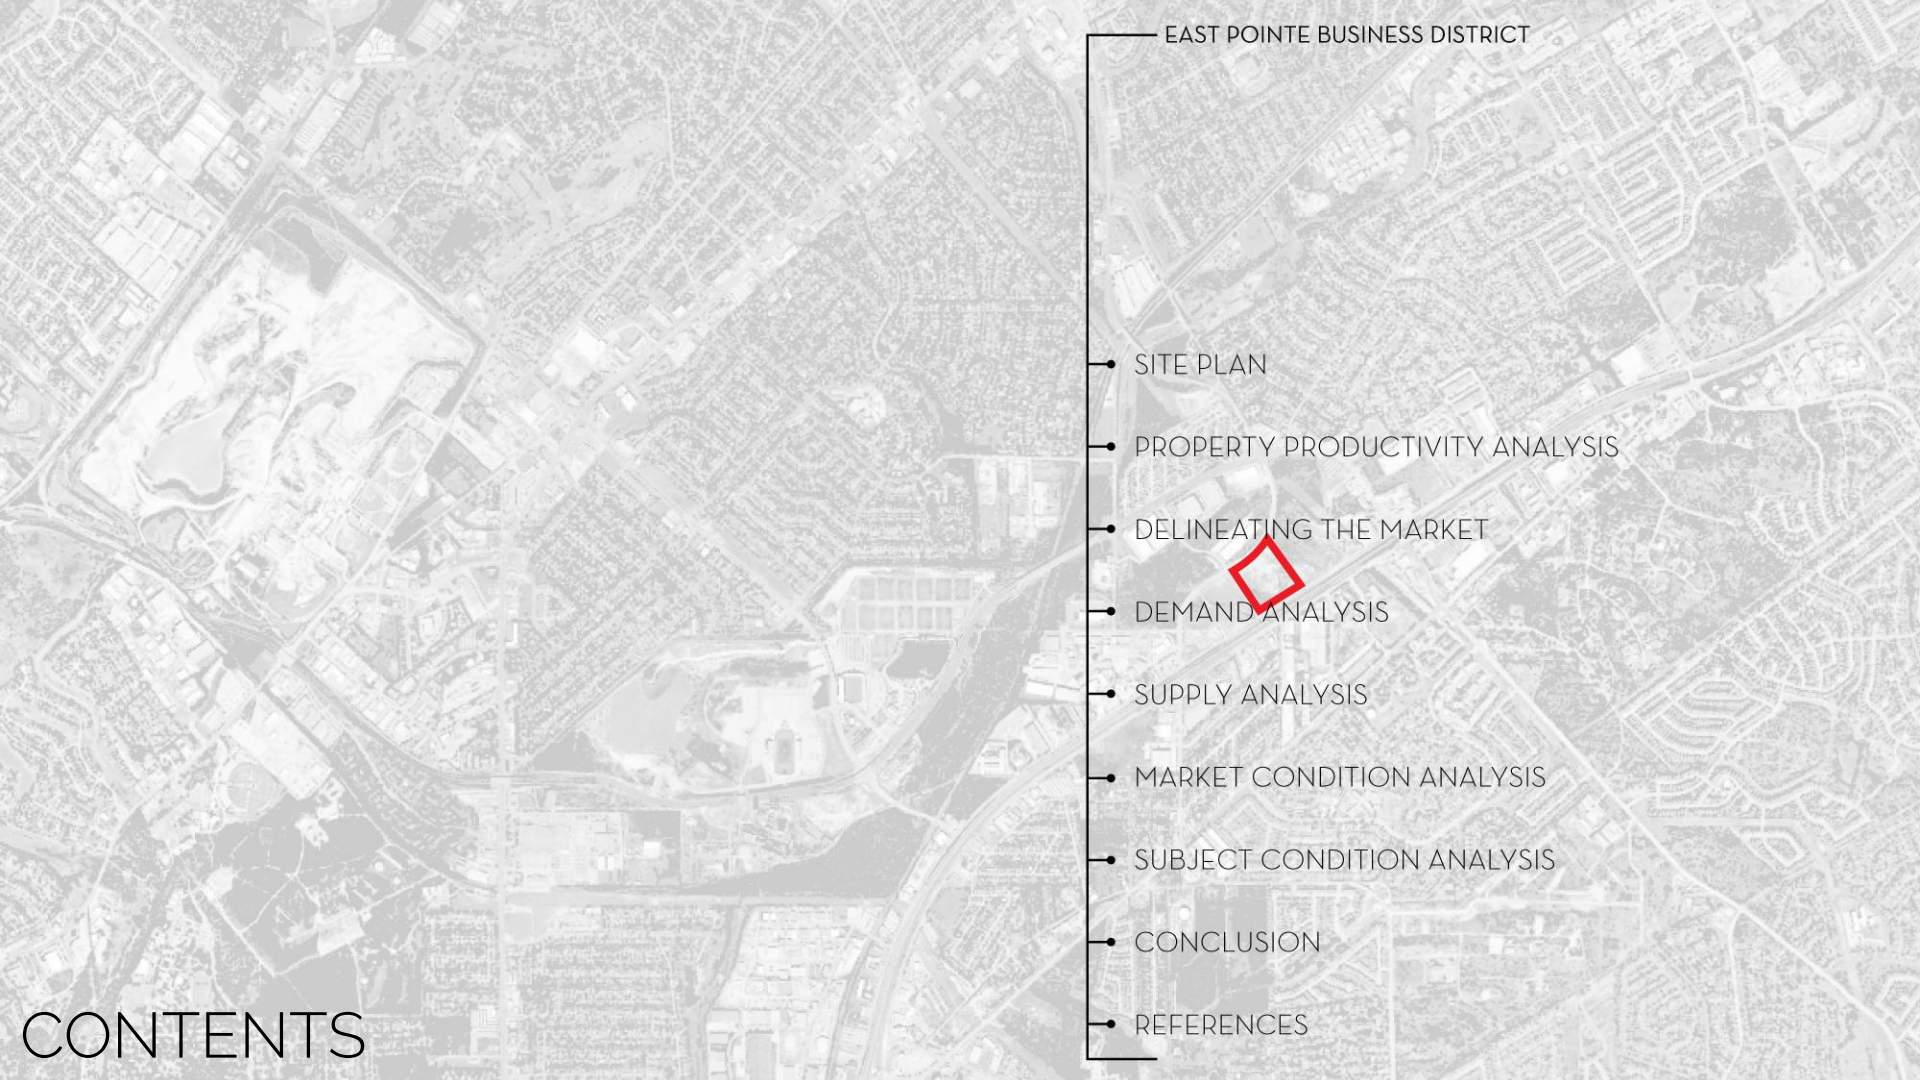 EAST POINTE BUSINESS DISTRICT
SITE PLAN
PROPERTY PRODUCTIVITY ANALYSIS
DELINEATING THE MARKET
DEMAND ANALYSIS
SUPPLY ANALYSIS
MARKET CONDITION ANALYSIS
SUBJECT CONDITION ANALYSIS
CONCLUSION
REFERENCES
CONTENTS